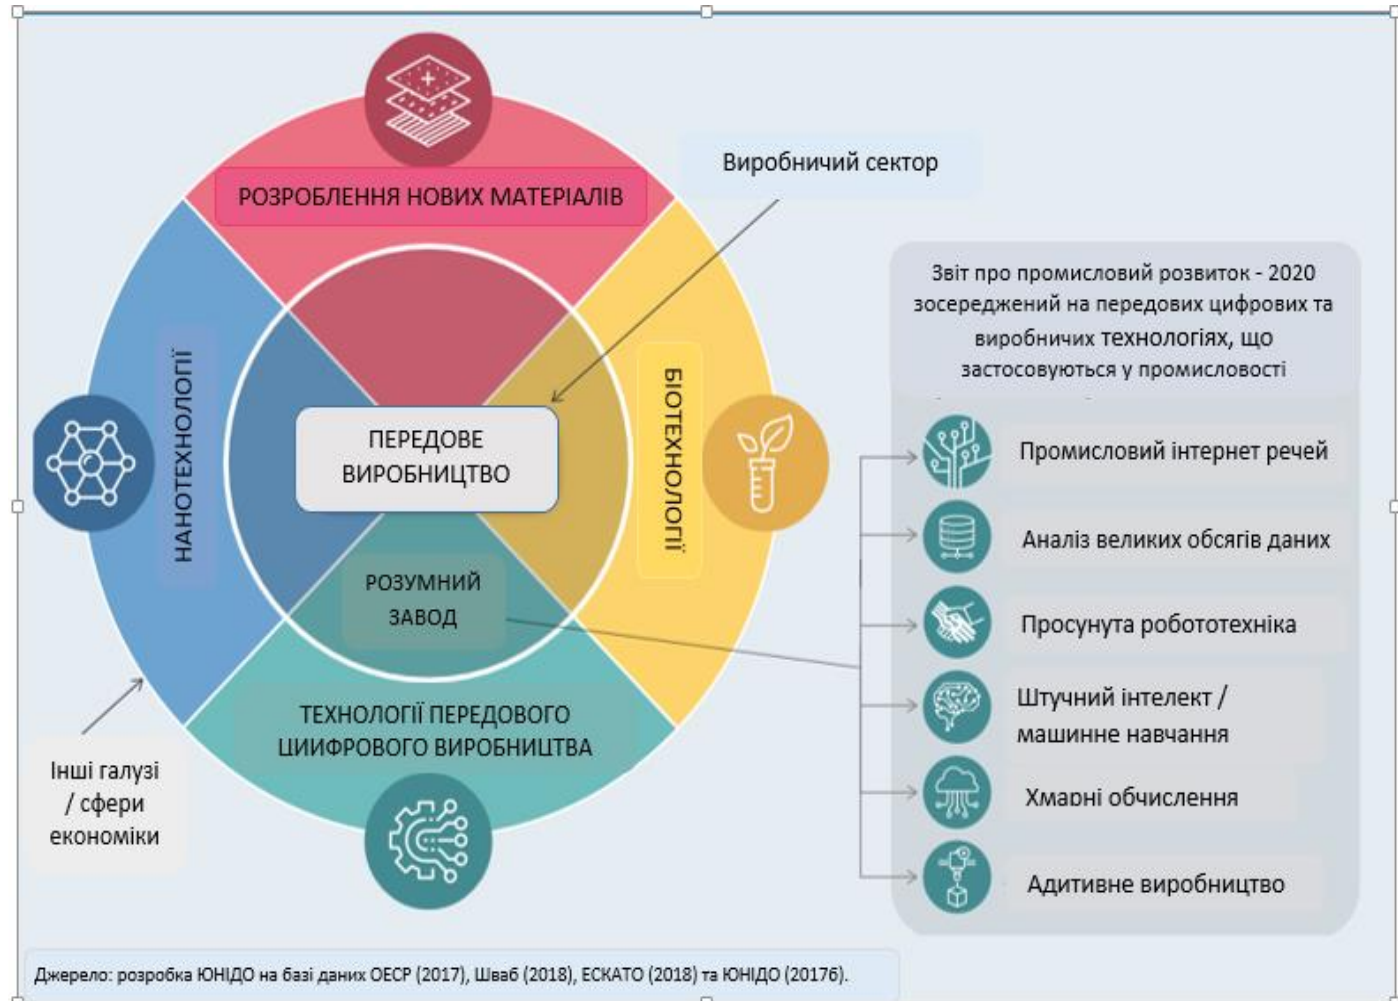 РОЗРОБЛЕННЯ НОВИХ МАТЕРІАЛІВ
Виробничий сектор
НАНОТЕХНОЛОГІЇ
БІОТЕХНОЛОГІЇ
ПЕРЕДОВЕ
ВИРОБНИЦТВО
РОЗУМНИЙ
ЗАВОД
ТЕХНОЛОГІЇ ПЕРЕДОВОГО
ЦИИФРОВОГО ВИРОБНИЦТВА
Інші галузі
/ сфери
економіки
Звіт про промисловий розвиток - 2020
зосереджений на передових цифрових та
виробничих технологіях, що
застосовуються у промисловості
Промисловий інтернет речей
Аналіз великих обсягів даних
Просунута робототехніка
Штучний інтелект /
машинне навчання
Хмарні обчислення
Адитивне виробництво
Джерело: розробка ЮНІДО на базі даних ОЕСР (2017), Шваб (2018), ЕСКАТО (2018) та ЮНІДО (2017б).